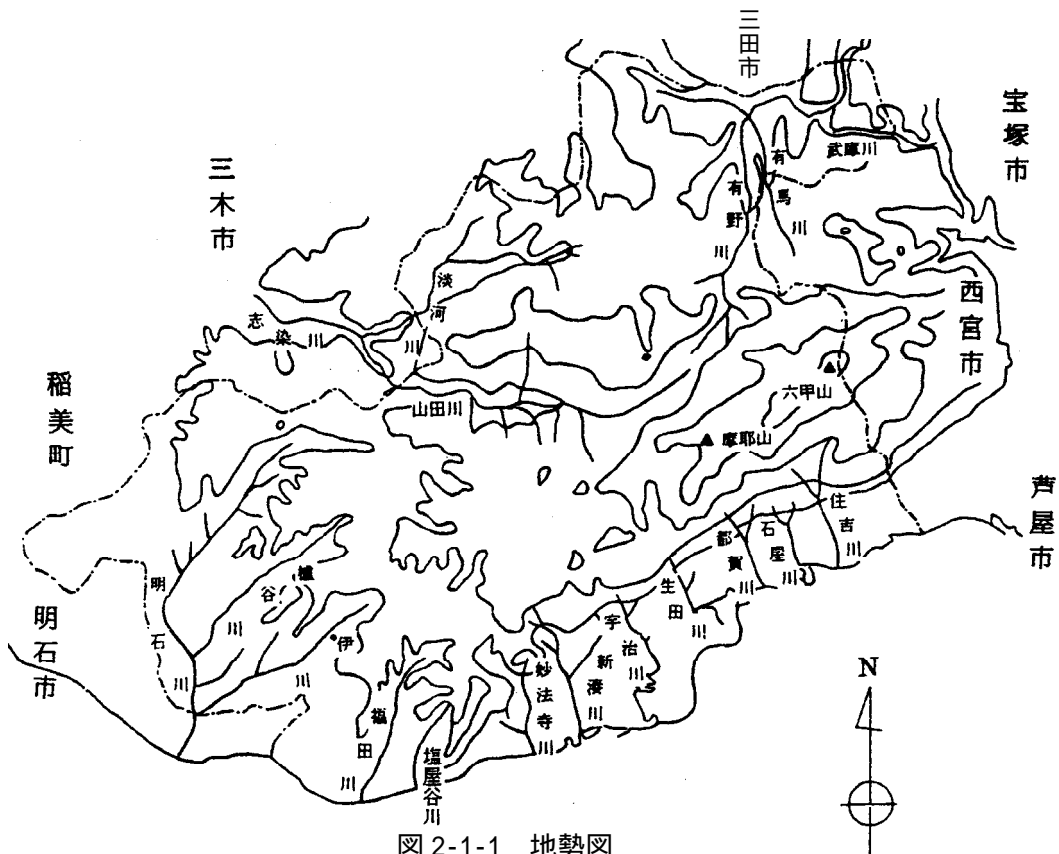 三田市
宝塚市
三木市
武庫川
有馬川
有野川
淡河川
志染川
西宮市
稲美町
山田川
六甲山
摩耶山
芦屋市
住吉川
石屋川
都賀川
生田川
宇治川
新湊川
妙法寺川
明石川
櫨谷川
伊川
福田川
塩屋谷川
明石市
N
図 2-1-1 地勢図